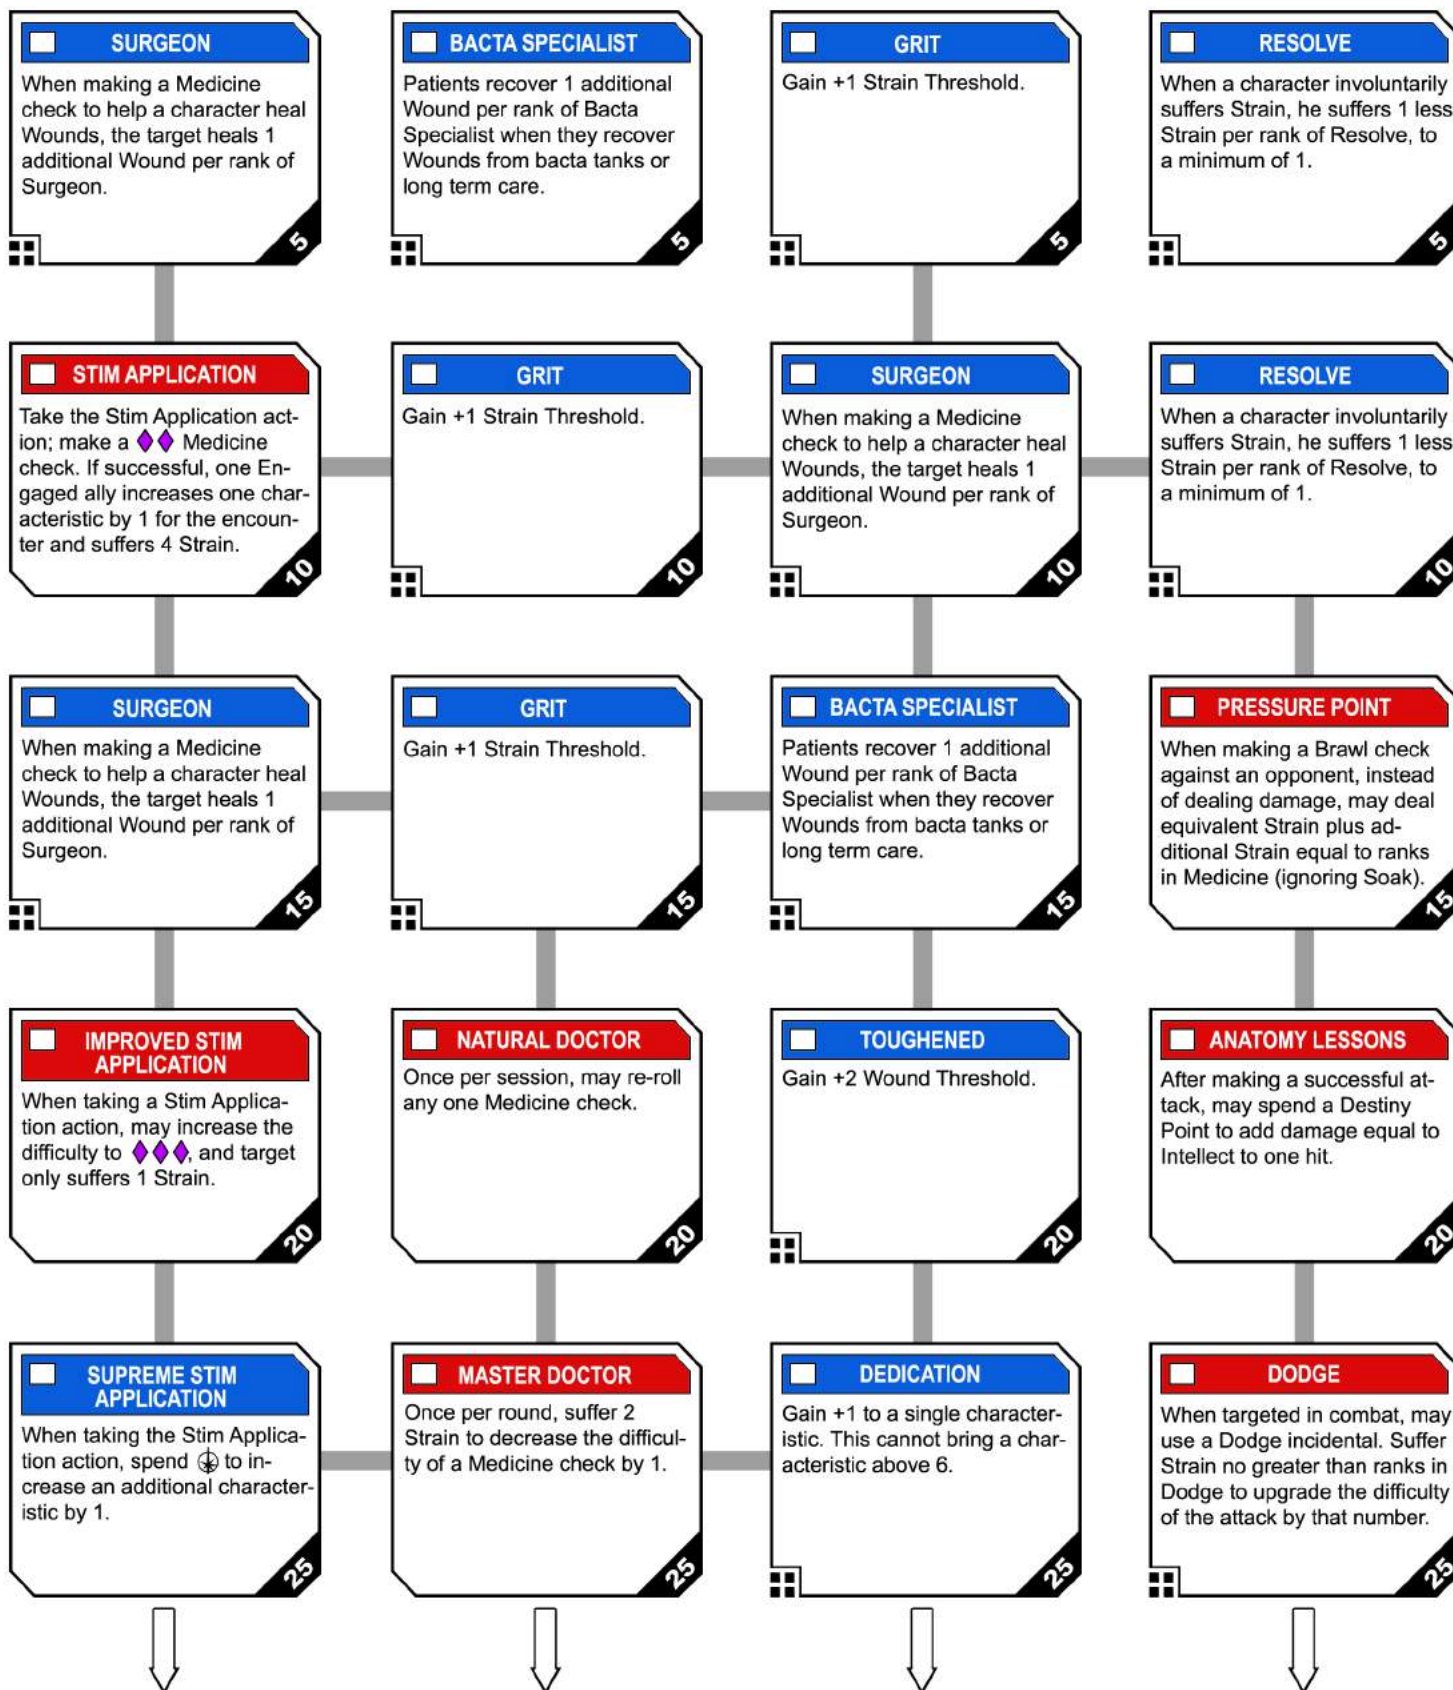 SURGEON
When making a Medicine
check to help a character heal
Wounds, the target heals 1
additional Wound per rank of
Surgeon.
5
BACTA SPECIALIST
Patients recover 1 additional
Wound per rank of Bacta
Specialist when they recover
Wounds from bacta tanks or
long term care.
5
GRIT
Gain +1 Strain Threshold.
5
RESOLVE
When a character involuntarily
suffers Strain, he suffers 1 less
Strain per rank of Resolve, to
a minimum of 1.
5
STIM APPLICATION
Take the Stim Application act-
ion; make a Medicine
check. If successful, one En-
gaged ally increases one char-
acteristic by 1 for the encoun-
ter and suffers 4 Strain.
10
GRIT
Gain +1 Strain Threshold.
10
SURGEON
When making a Medicine
check to help a character heal
Wounds, the target heals 1
additional Wound per rank of
Surgeon.
10
RESOLVE
When a character involuntarily
suffers Strain, he suffers 1 less
Strain per rank of Resolve, to
a minimum of 1.
10
SURGEON
When making a Medicine
check to help a character heal
Wounds, the target heals 1
additional Wound per rank of
Surgeon.
15
GRIT
Gain +1 Strain Threshold.
15
BACTA SPECIALIST
Patients recover 1 additional
Wound per rank of Bacta
Specialist when they recover
Wounds from bacta tanks or
long term care.
15
PRESSURE POINT
When making a Brawl check
against an opponent, instead
of dealing damage, may deal
equivalent Strain plus ad-
ditional Strain equal to ranks
in Medicine (ignoring Soak).
15
IMPROVED STIM
APPLICATION
When taking a Stim Applica-
tion action, may increase the
difficulty to , and target
only suffers 1 Strain.
20
NATURAL DOCTOR
Once per session, may re-roll
any one Medicine check.
20
TOUGHENED
Gain +2 Wound Threshold.
20
ANATOMY LESSONS
After making a successful at-
tack, may spend a Destiny
Point to add damage equal to
Intellect to one hit.
20
SUPREME STIM
APPLICATION
When taking the Stim Applica-
tion action, spend to in-
crease an additional character-
istic by 1.
25
MASTER DOCTOR
Once per round, suffer 2
Strain to decrease the difficul-
ty of a Medicine check by 1.
25
DEDICATION
Gain +1 to a single character-
istic. This cannot bring a char-
acteristic above 6.
25
DODGE
When targeted in combat, may
use a Dodge incidental. Suffer
Strain no greater than ranks in
Dodge to upgrade the difficulty
of the attack by that number.
25